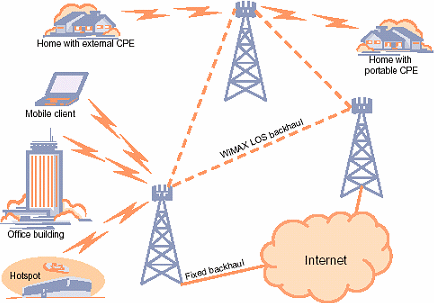 Home with external CPE
Home with
portable CPE
Mobile client
WiMAX LOS backhaul
Office building
Internet
Hotspot
Fixed backhaul